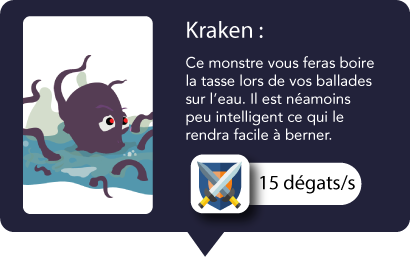 Kraken :
Ce monstre vous feras boire
la tasse lors de vos ballades
sur l'eau. Il est néamoins
peu intelligent ce qui le
rendra facile à berner.
15 dégats/s